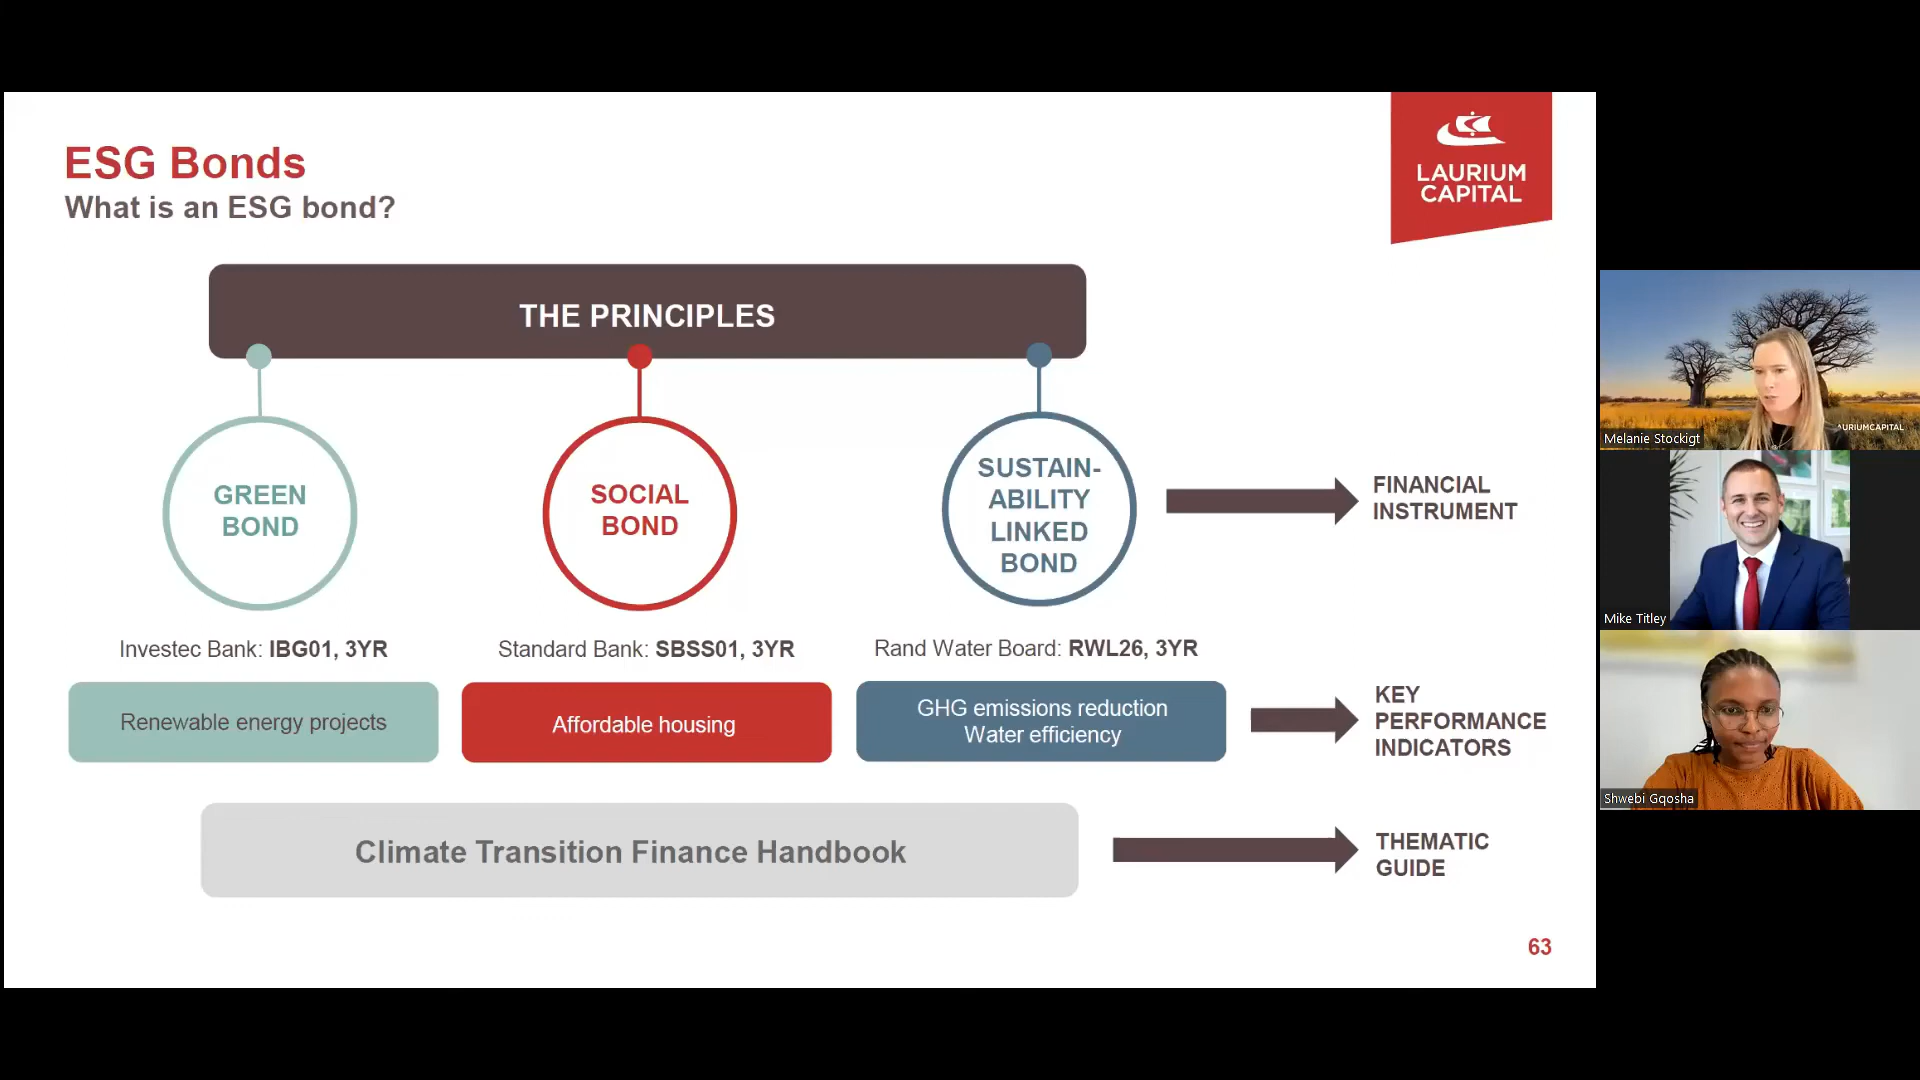 ESG Bonds
What is an ESG bond?
LAURIUM
CAPITAL
THE PRINCIPLES
GREEN
BOND
SOCIAL
BOND
SUSTAIN-
ABILITY
LINKED
BOND
FINANCIAL
INSTRUMENT
Investec Bank: IBG01, 3YR
Standard Bank: SBSS01, 3YR
Rand Water Board: RWL26, 3YR
Renewable energy projects
Affordable housing
GHG emissions reduction
Water efficiency
KEY
PERFORMANCE
INDICATORS
Climate Transition Finance Handbook
THEMATIC
GUIDE
63
AURIUMCAPITAL
Melanie Stockigt
Mike Titley
Shwebi Gqosha